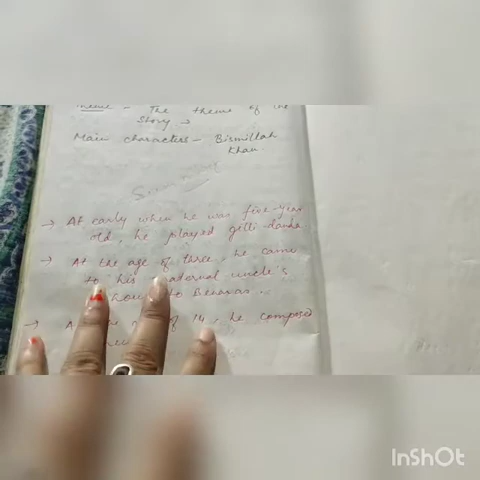 Theme - The theme of the
Story →
Main characters - Bismillah
Khan.
Summary
→ At early when he was five-year
old, he played gilli-danda
→ At the age of three, he came
to his maternal uncle's
house to Benaras.
→ At the age of 14, he composed
InShOt